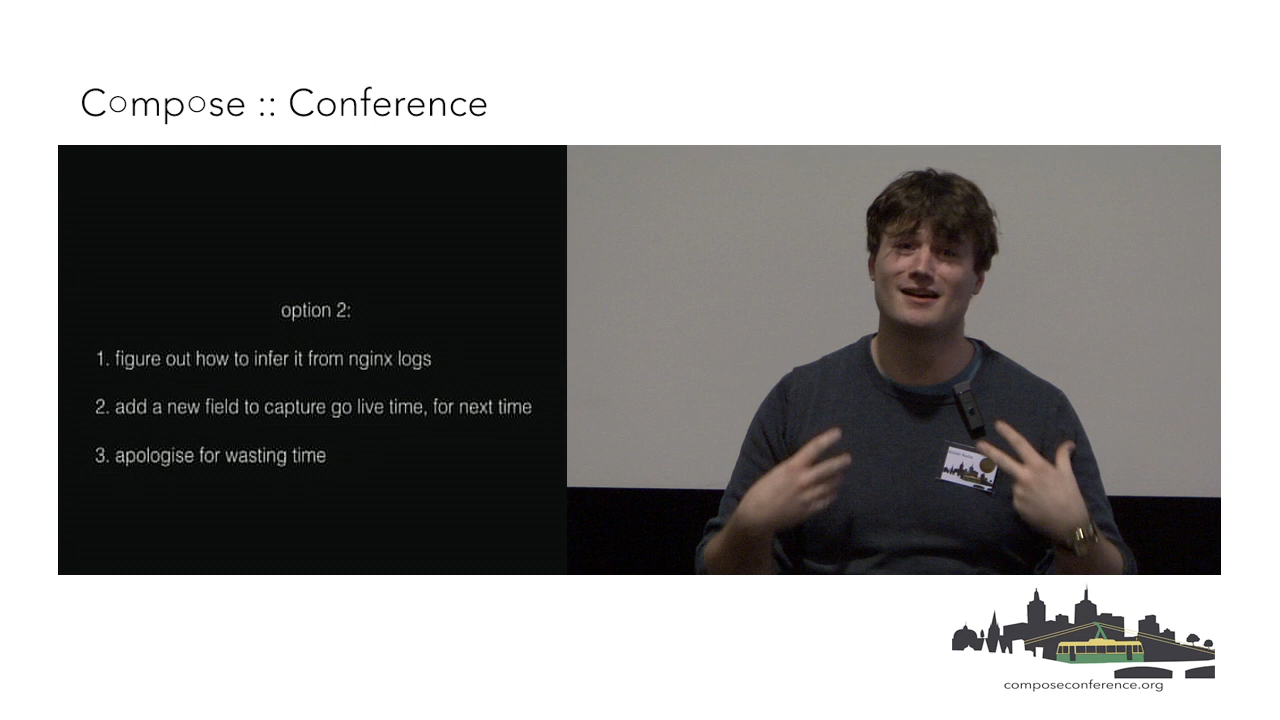 Compose :: Conference
option 2:
1. figure out how to infer it from nginx logs
2. add a new field to capture go live time, for next time
3. apologise for wasting time
composeconference.org